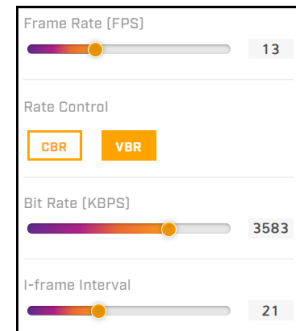 Frame Rate (FPS)
13
Rate Control
CBR VBR
Bit Rate (KBPS)
3583
I-frame Interval
21